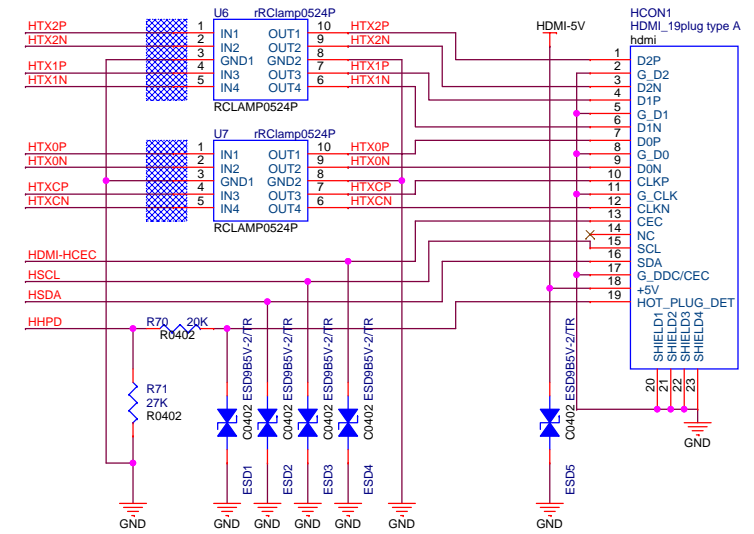 U6 rRClamp0524P
HTX2P 1 IN1 OUT1 10 HTX2P
HTX2N 2 IN2 OUT2 9 HTX2N
3 GND1 GND2 8
HTX1P 4 IN3 OUT3 7 HTX1P
HTX1N 5 IN4 OUT4 6 HTX1N
RCLAMP0524P
U7 rRClamp0524P
HTX0P 1 IN1 OUT1 10 HTX0P
HTX0N 2 IN2 OUT2 9 HTX0N
3 GND1 GND2 8
HTXCP 4 IN3 OUT3 7 HTXCP
HTXCN 5 IN4 OUT4 6 HTXCN
RCLAMP0524P
HDMI-HCEC
HSCL
HSDA
HHPD
R70 20K
R0402
R71
27K
R0402
ESD1 C0402 ESD9B5V-2/TR
ESD2 C0402 ESD9B5V-2/TR
ESD3 C0402 ESD9B5V-2/TR
ESD4 C0402 ESD9B5V-2/TR
ESD5 C0402 ESD9B5V-2/TR
GND GND GND GND GND GND
HDMI-5V
HCON1
HDMI_19plug type A
hdmi
1 D2P
2 G_D2
3 D2N
4 D1P
5 G_D1
6 D1N
7 D0P
8 G_D0
9 D0N
10 CLKP
11 G_CLK
12 CLKN
13 CEC
14 NC
15 SCL
16 SDA
17 G_DDC/CEC
18 +5V
19 HOT_PLUG_DET
20 SHIELD1
21 SHIELD2
22 SHIELD3
23 SHIELD4
GND